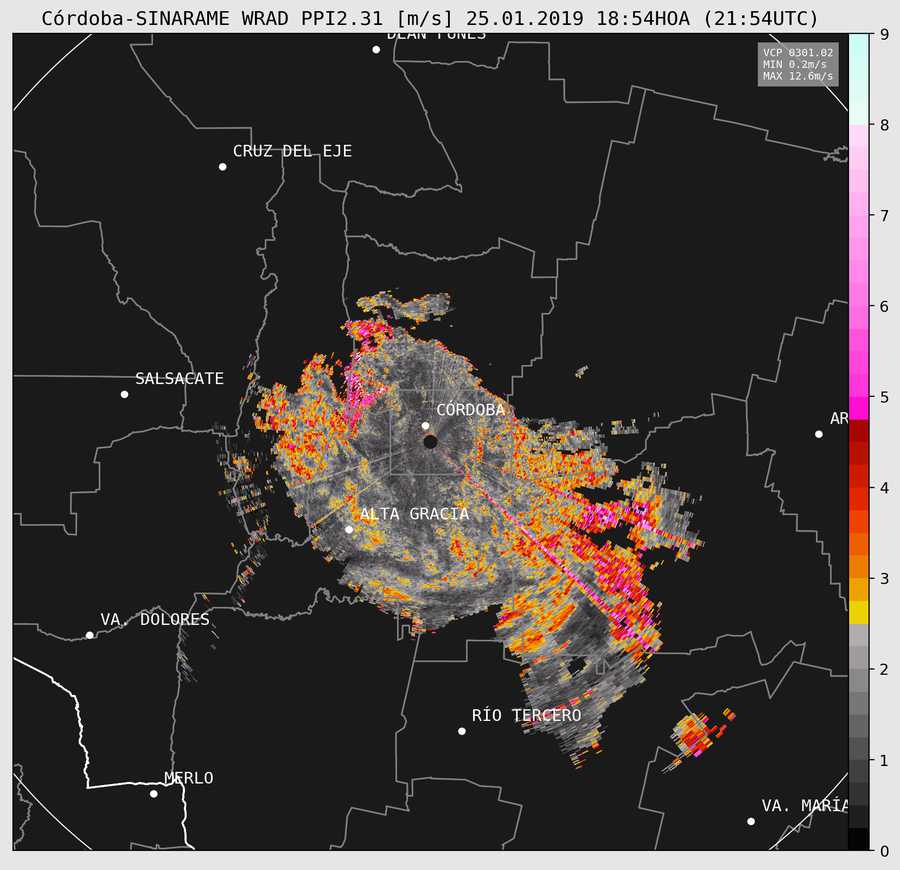 Córdoba-SINARAME WRAD PPI2.31 [m/s] 25.01.2019 18:54HOA (21:54UTC)
DEAN FUNES
VCP 0301.02
MIN 0.2m/s
MAX 12.6m/s
9
8
CRUZ DEL EJE
7
6
SALSACATE
5
CÓRDOBA
AR
4
ALTA GRACIA
3
VA. DOLORES
2
RÍO TERCERO
1
MERLO
VA. MARÍA
0